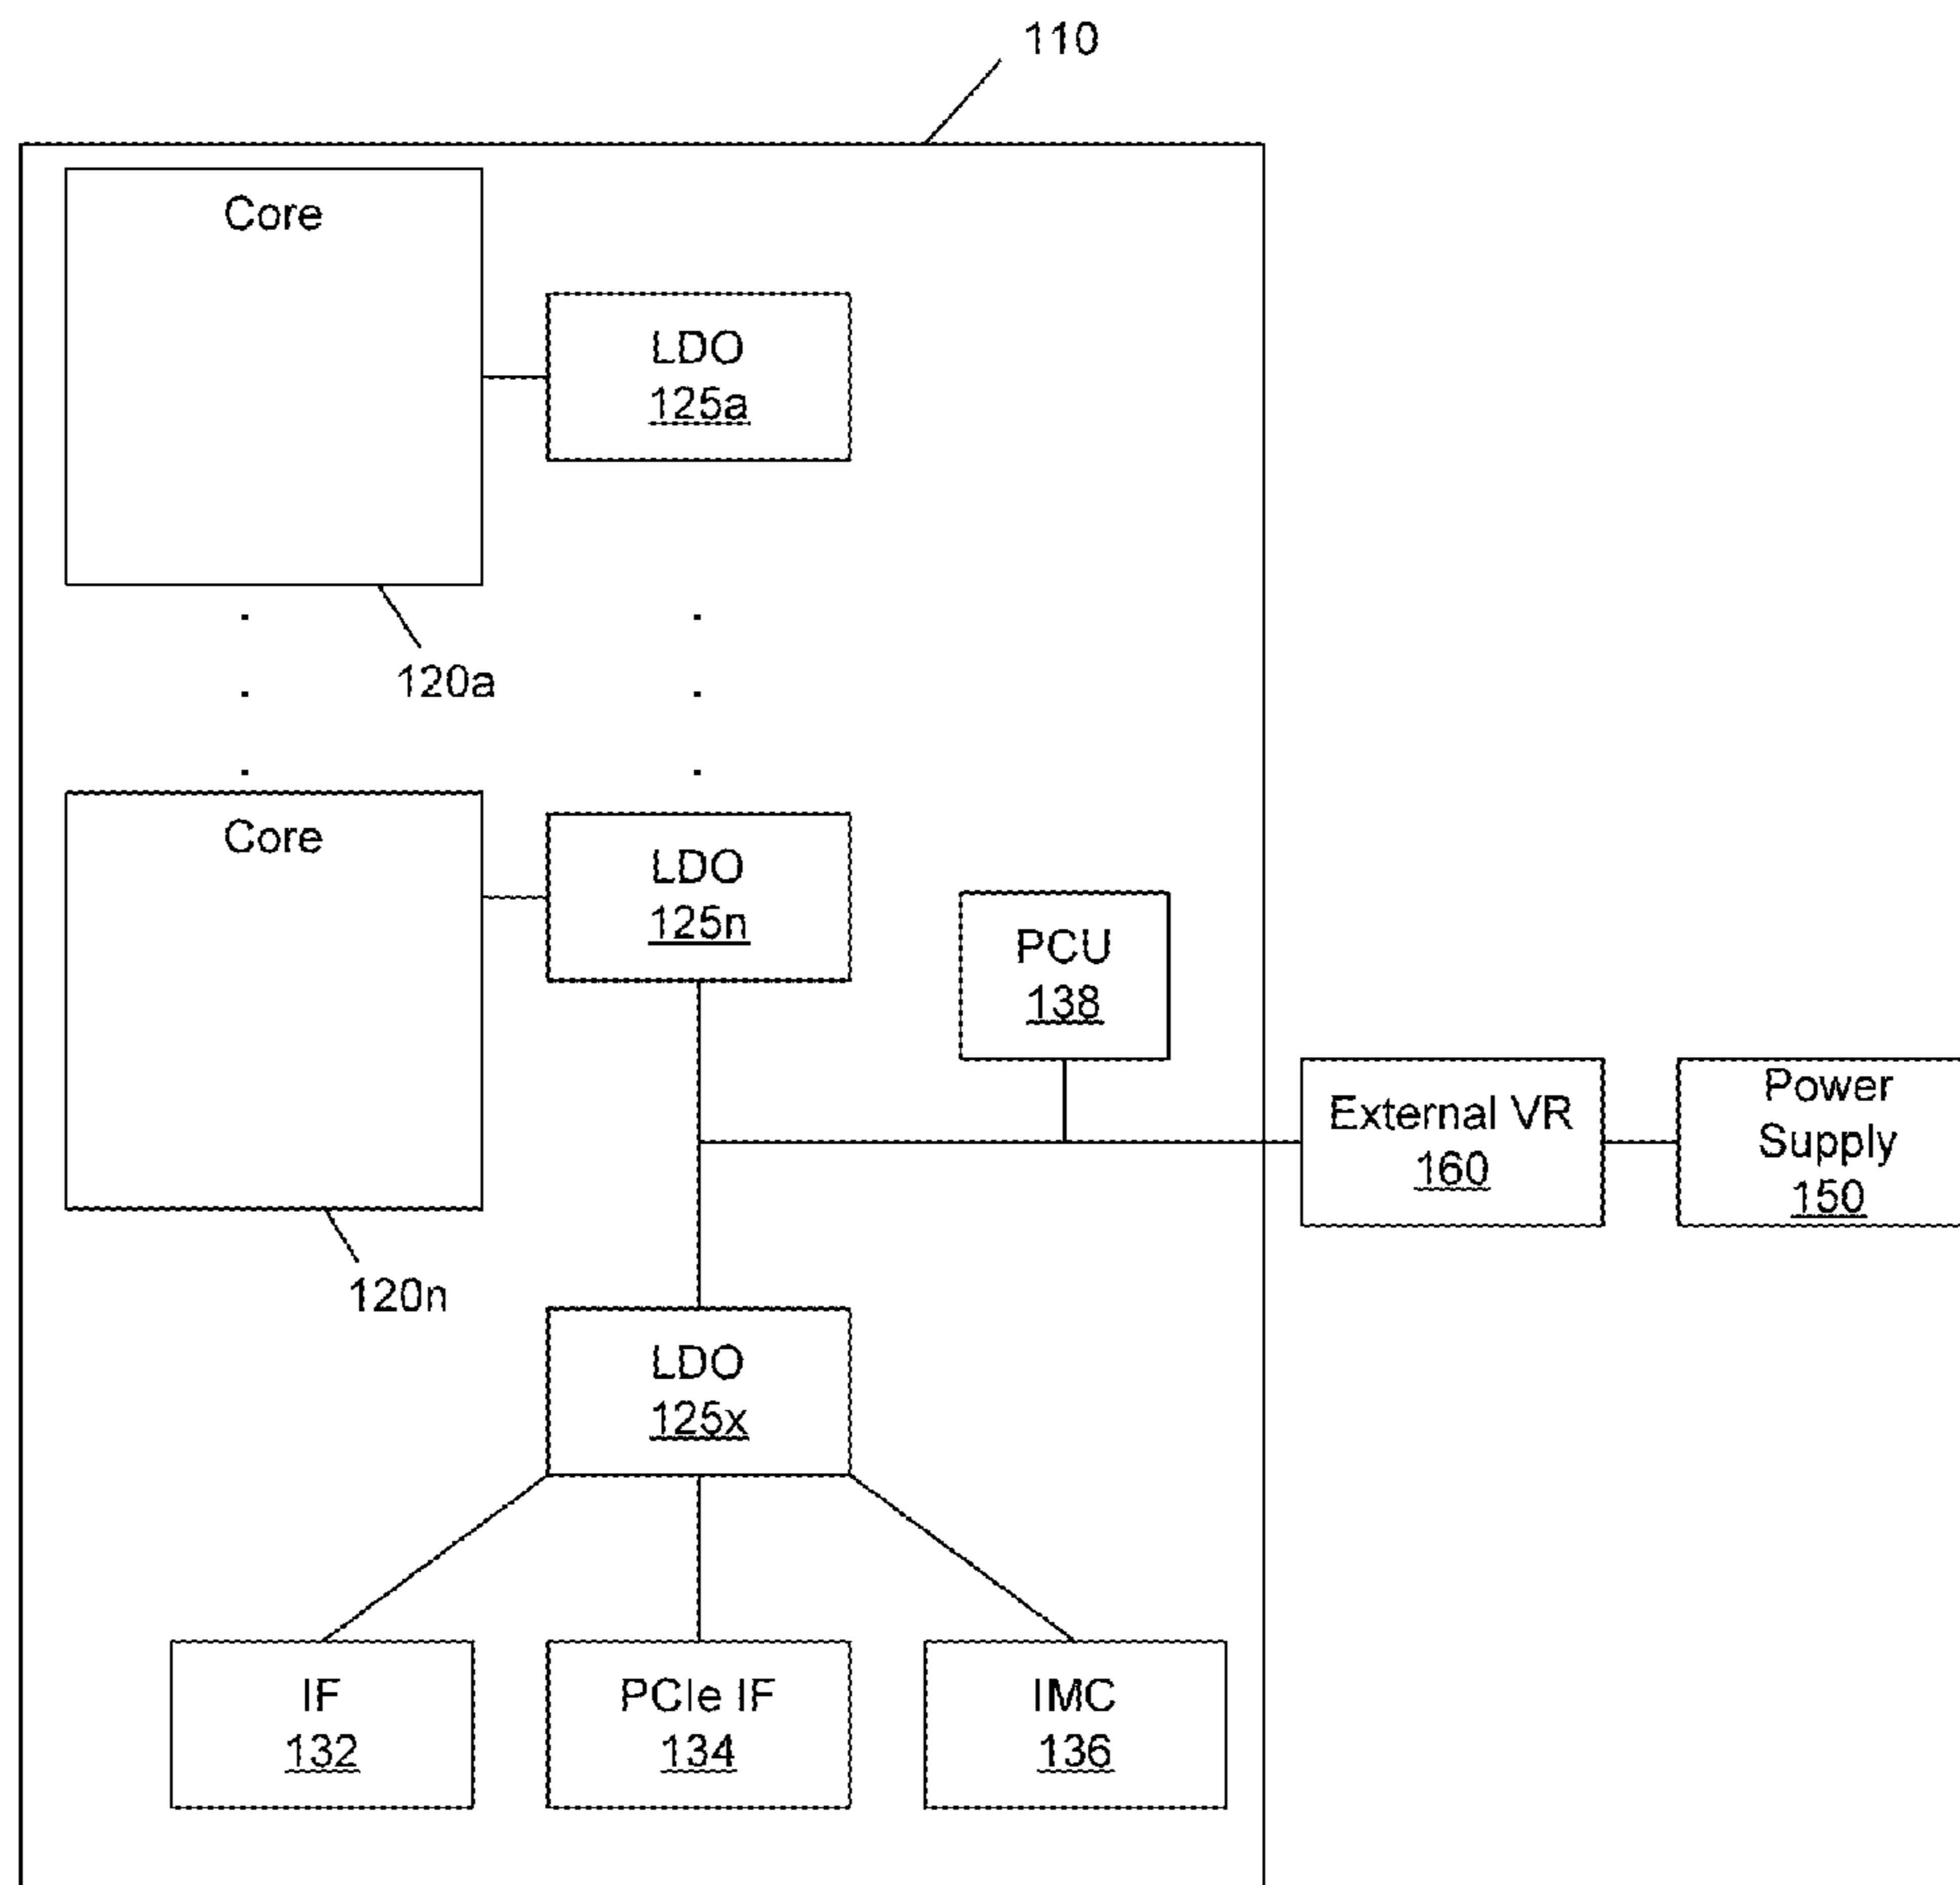 110
Core
LDO
125a
120a
Core
LDO
125n
PCU
138
External VR
160
Power
Supply
150
120n
LDO
125x
IF
132
PCIe IF
134
IMC
136